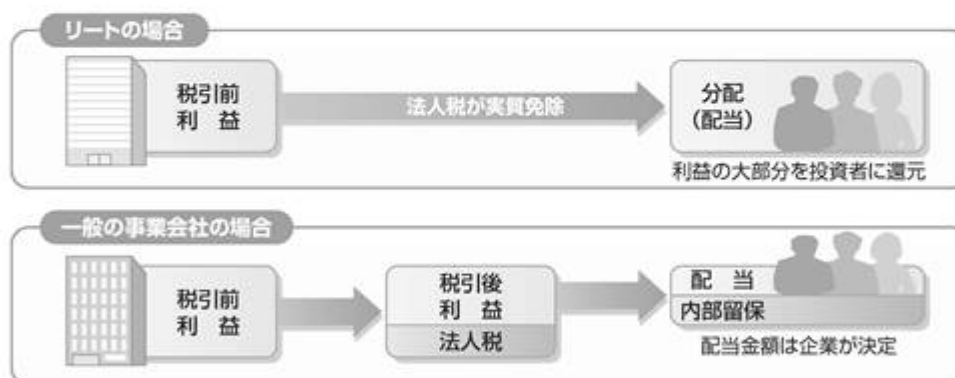 リートの場合
税引前
利　益
法人税が実質免除
分配
（配当）
利益の大部分を投資者に還元
一般の事業会社の場合
税引前
利　益
税引後
利　益
法人税
配　当
内部留保
配当金額は企業が決定